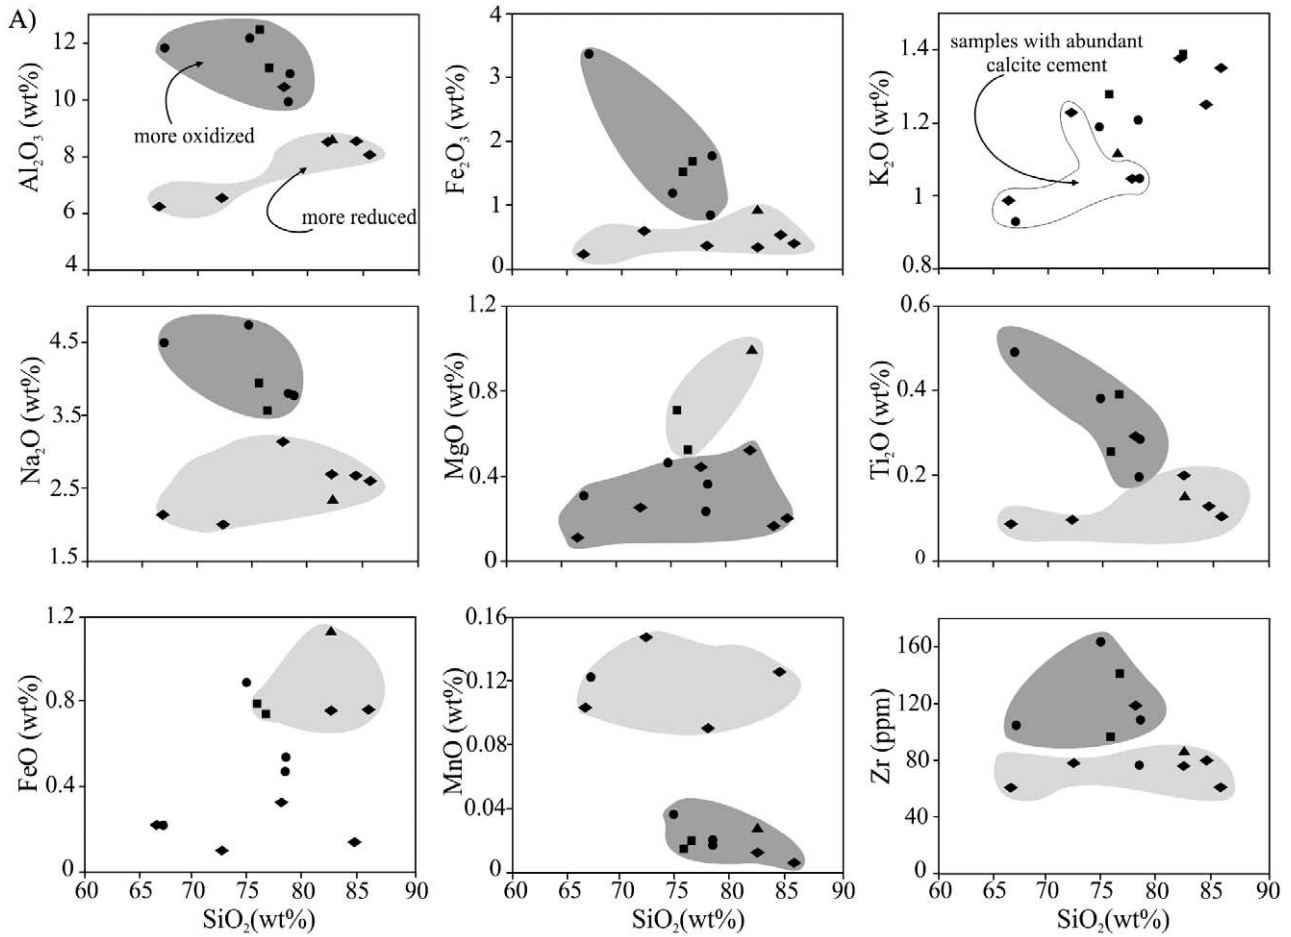 A)
Al₂O₃ (wt%)
12
10
8
6
4
more oxidized
more reduced
Fe₂O₃ (wt%)
4
3
2
1
0
K₂O (wt%)
1.4
1.2
1
0.8
samples with abundant
calcite cement
Na₂O (wt%)
4.5
3.5
2.5
1.5
MgO (wt%)
1.2
0.8
0.4
0
Ti₂O (wt%)
0.6
0.4
0.2
0
FeO (wt%)
1.2
0.8
0.4
0
60 65 70 75 80 85 90
SiO₂(wt%)
MnO (wt%)
0.16
0.12
0.08
0.04
0
60 70 80 90
SiO₂(wt%)
Zr (ppm)
160
120
80
40
0
60 65 70 75 80 85 90
SiO₂(wt%)